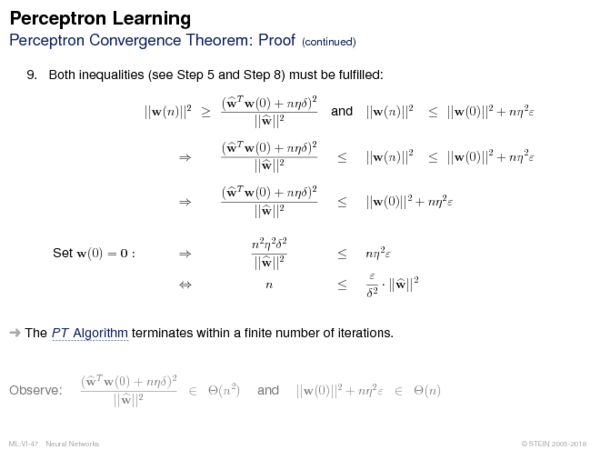 Perceptron Learning
Perceptron Convergence Theorem: Proof (continued)
9. Both inequalities (see Step 5 and Step 8) must be fulfilled:
||w(n)||² ≥ (ŵᵀw(0) + nηδ)² / ||ŵ||² and ||w(n)||² ≤ ||w(0)||² + nη²ε
⇒ (ŵᵀw(0) + nηδ)² / ||ŵ||² ≤ ||w(n)||² ≤ ||w(0)||² + nη²ε
⇒ (ŵᵀw(0) + nηδ)² / ||ŵ||² ≤ ||w(0)||² + nη²ε
Set w(0) = 0 : ⇒ n²η²δ² / ||ŵ||² ≤ nη²ε
⇔ n ≤ ε / δ² · ||ŵ||²
➜ The PT Algorithm terminates within a finite number of iterations.
Observe: (ŵᵀw(0) + nηδ)² / ||ŵ||² ∈ Θ(n²) and ||w(0)||² + nη²ε ∈ Θ(n)
ML:VI-47 Neural Networks © STEIN 2005-2018